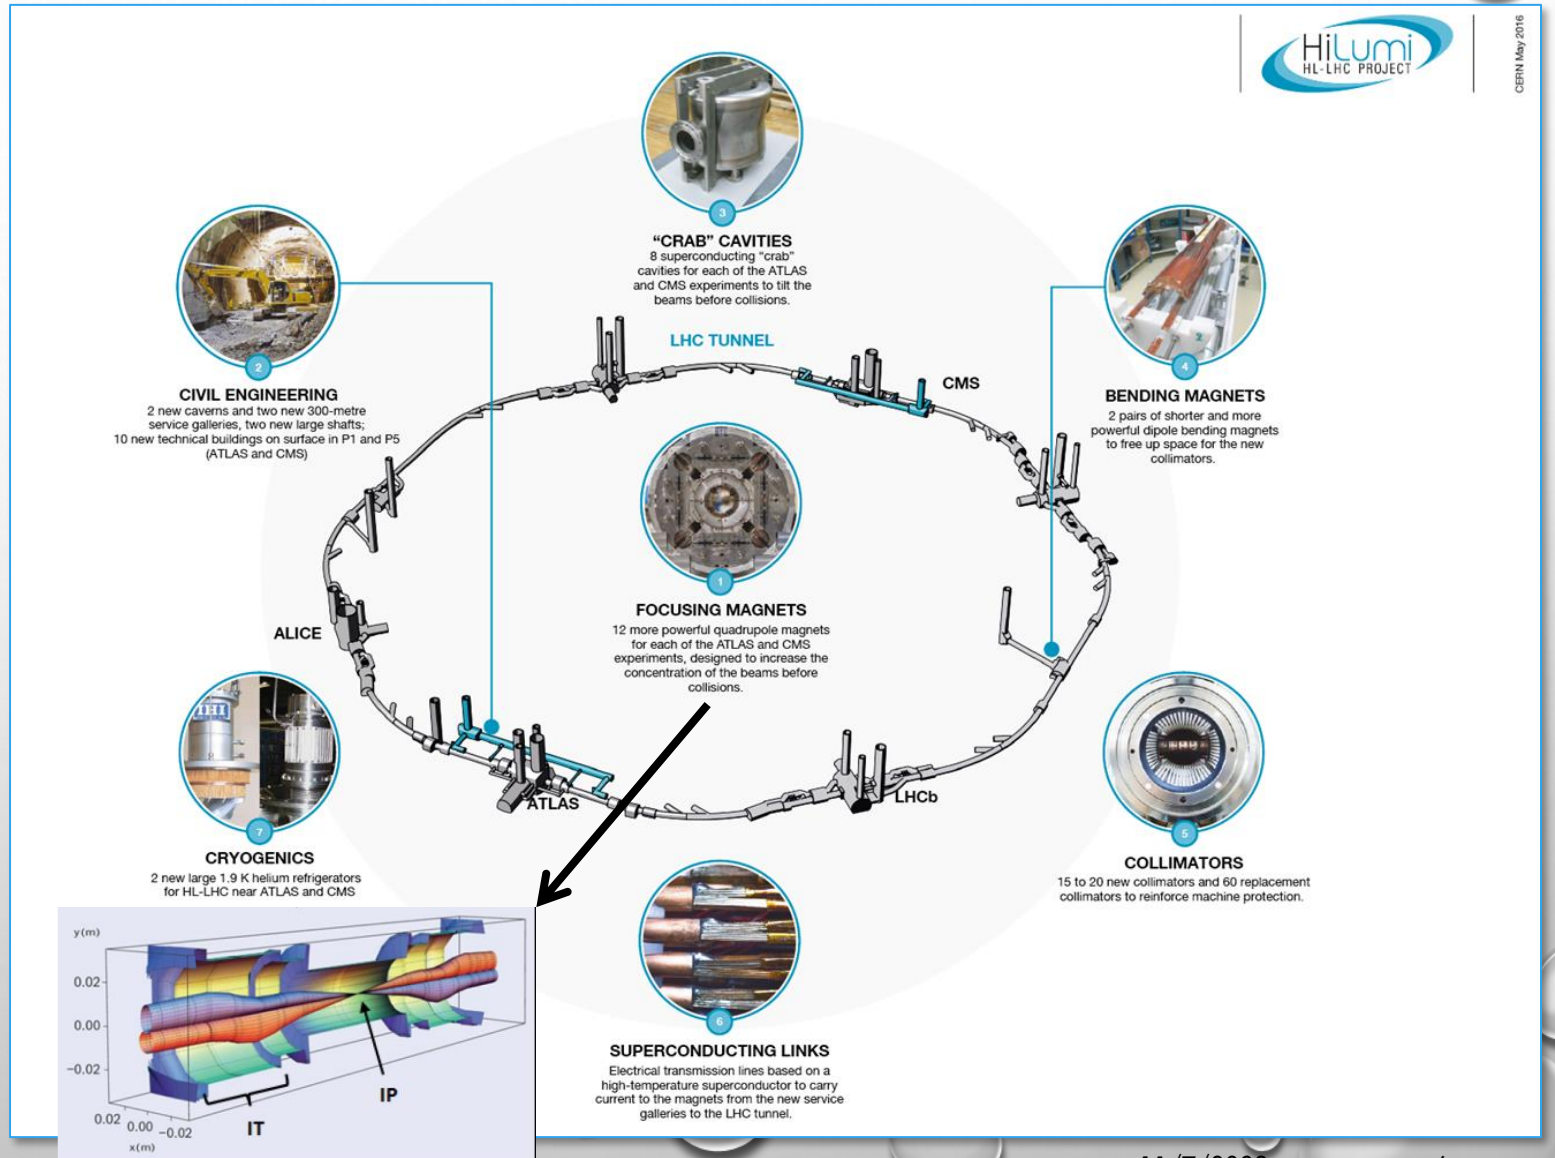 HiLumi
HL-LHC PROJECT
CERN May 2016
3
“CRAB” CAVITIES
8 superconducting “crab”
cavities for each of the ATLAS
and CMS experiments to tilt the
beams before collisions.
2
CIVIL ENGINEERING
2 new caverns and two new 300-metre
service galleries, two new large shafts;
10 new technical buildings on surface in P1 and P5
(ATLAS and CMS)
LHC TUNNEL
CMS
4
BENDING MAGNETS
2 pairs of shorter and more
powerful dipole bending magnets
to free up space for the new
collimators.
1
FOCUSING MAGNETS
12 more powerful quadrupole magnets
for each of the ATLAS and CMS
experiments, designed to increase the
concentration of the beams before
collisions.
ALICE
ATLAS
LHCb
IHI
7
CRYOGENICS
2 new large 1.9 K helium refrigerators
for HL-LHC near ATLAS and CMS
5
COLLIMATORS
15 to 20 new collimators and 60 replacement
collimators to reinforce machine protection.
6
SUPERCONDUCTING LINKS
Electrical transmission lines based on a
high-temperature superconductor to carry
current to the magnets from the new service
galleries to the LHC tunnel.
y(m)
0.02
0.00
−0.02
0.02
0.00
−0.02
x(m)
IT
IP